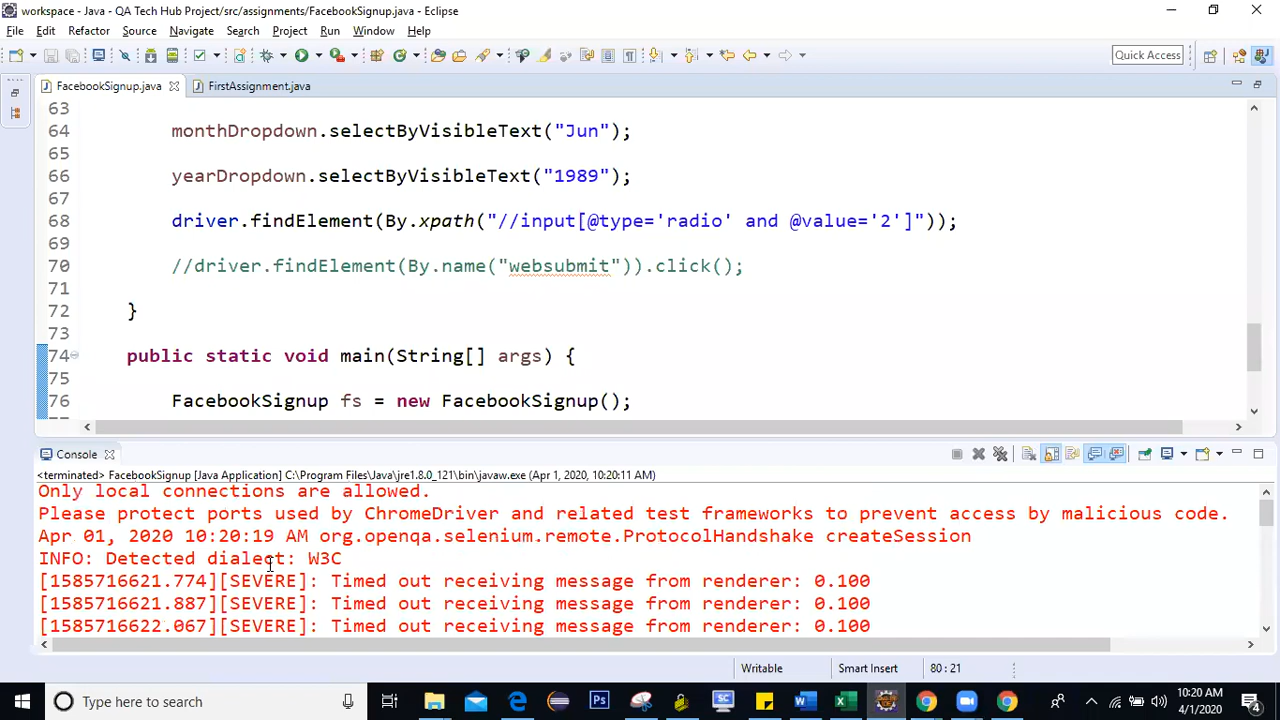 workspace - Java - QA Tech Hub Project/src/assignments/FacebookSignup.java - Eclipse
File Edit Refactor Source Navigate Search Project Run Window Help
Quick Access
FacebookSignup.java FirstAssignment.java
63
64 monthDropdown.selectByVisibleText("Jun");
65
66 yearDropdown.selectByVisibleText("1989");
67
68 driver.findElement(By.xpath("//input[@type='radio' and @value='2']"));
69
70 //driver.findElement(By.name("websubmit")).click();
71
72 }
73
74 public static void main(String[] args) {
75
76 FacebookSignup fs = new FacebookSignup();
Console
<terminated> FacebookSignup [Java Application] C:\Program Files\Java\jre1.8.0_121\bin\javaw.exe (Apr 1, 2020, 10:20:11 AM)
Only local connections are allowed.
Please protect ports used by ChromeDriver and related test frameworks to prevent access by malicious code.
Apr 01, 2020 10:20:19 AM org.openqa.selenium.remote.ProtocolHandshake createSession
INFO: Detected dialect: W3C
[1585716621.774][SEVERE]: Timed out receiving message from renderer: 0.100
[1585716621.887][SEVERE]: Timed out receiving message from renderer: 0.100
[1585716622.067][SEVERE]: Timed out receiving message from renderer: 0.100
Writable Smart Insert 80 : 21
Type here to search
10:20 AM
4/1/2020